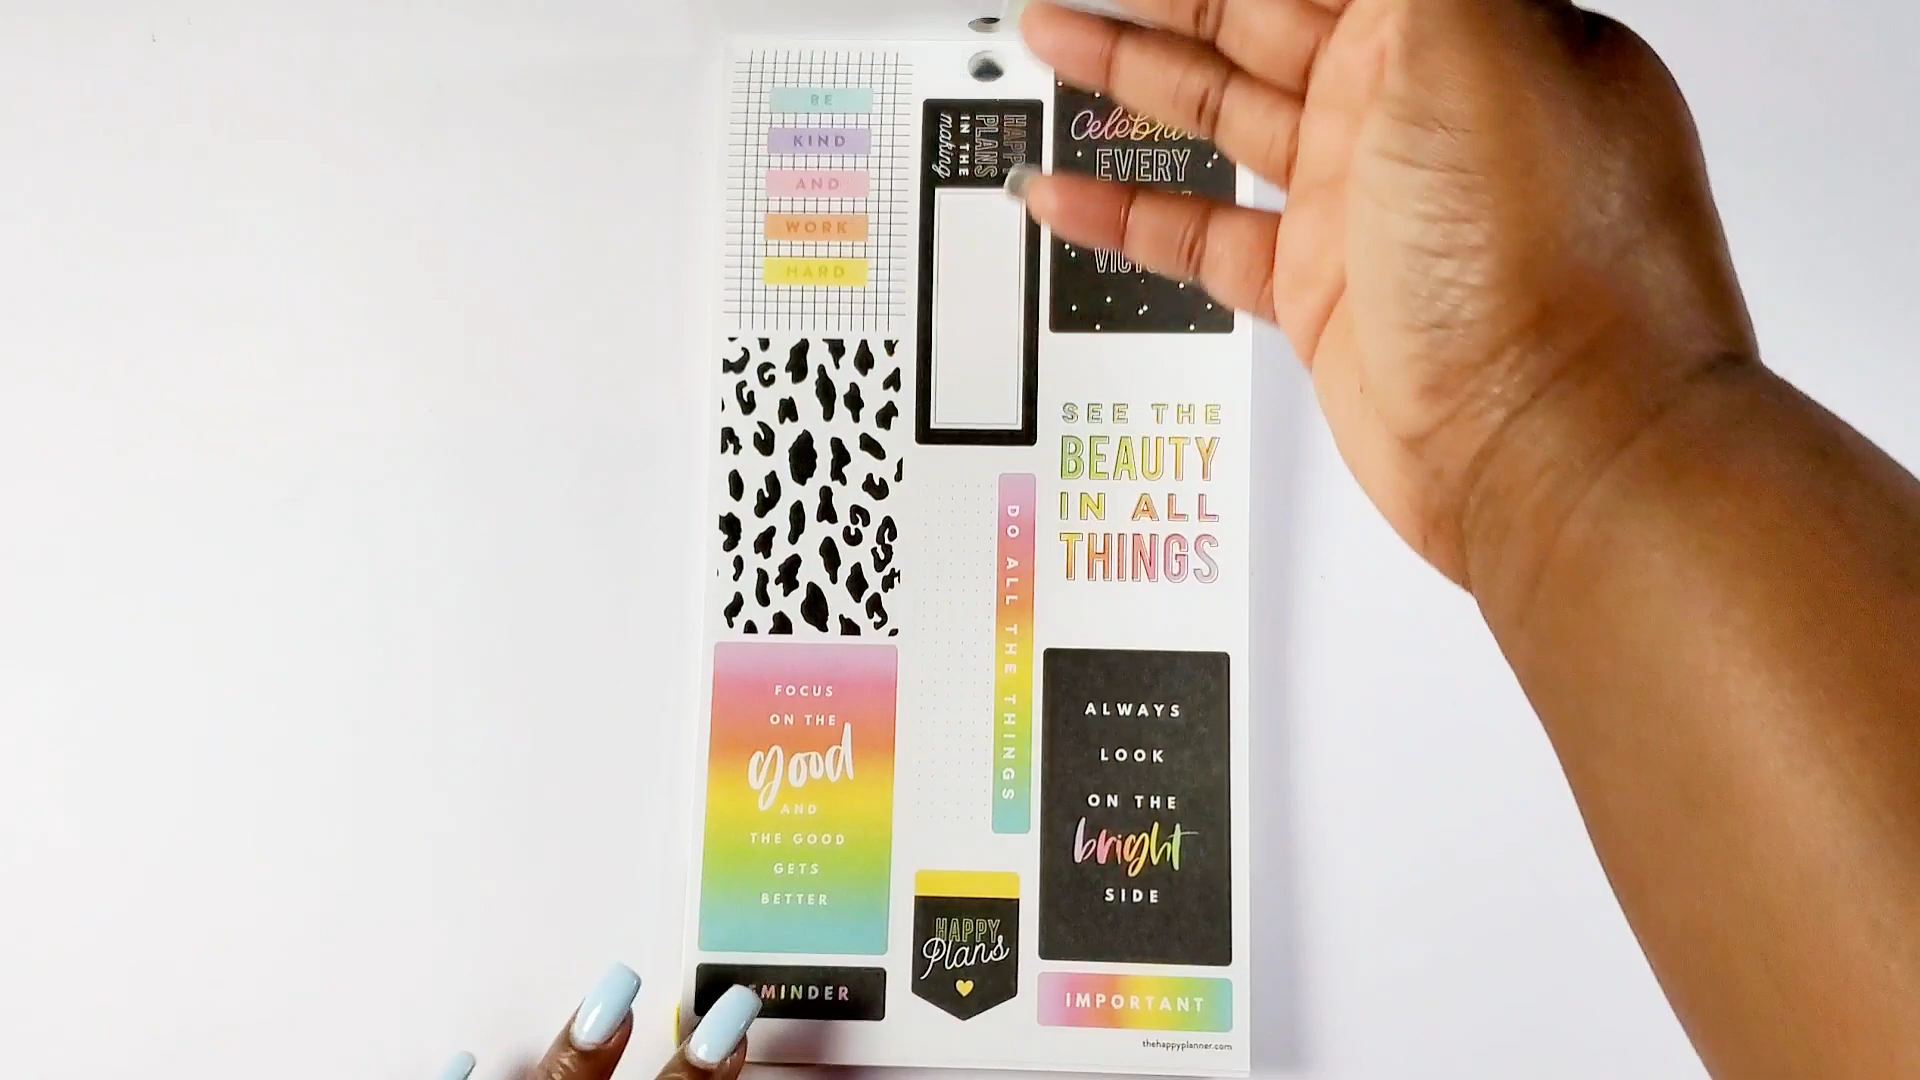 BE
KIND
AND
WORK
HARD
HAPPY
PLANS
IN THE
making
Celebrate
EVERY
SEE THE
BEAUTY
IN ALL
THINGS
DO ALL THE THINGS
FOCUS
ON THE
good
AND
THE GOOD
GETS
BETTER
ALWAYS
LOOK
ON THE
bright
SIDE
HAPPY
Plans
REMINDER
IMPORTANT
thehappyplanner.com